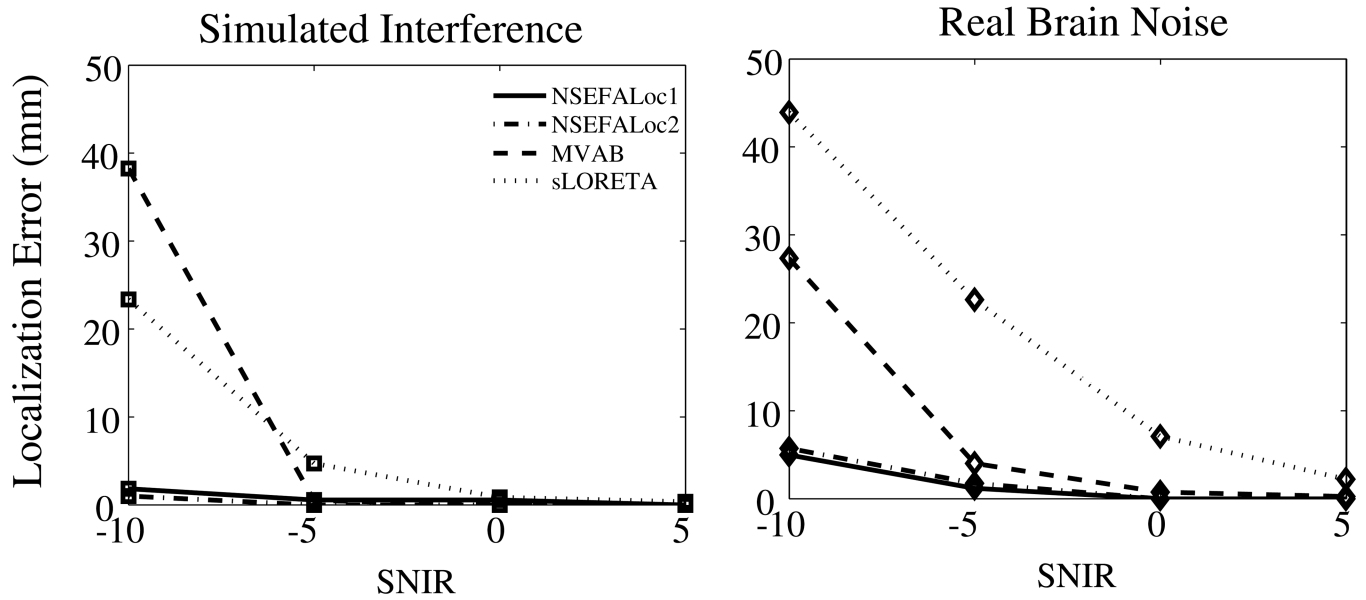 Simulated Interference
Real Brain Noise
Localization Error (mm)
50
40
30
20
10
0
-10
-5
0
5
SNIR
NSEFALoc1
NSEFALoc2
MVAB
sLORETA
50
40
30
20
10
0
-10
-5
0
5
SNIR